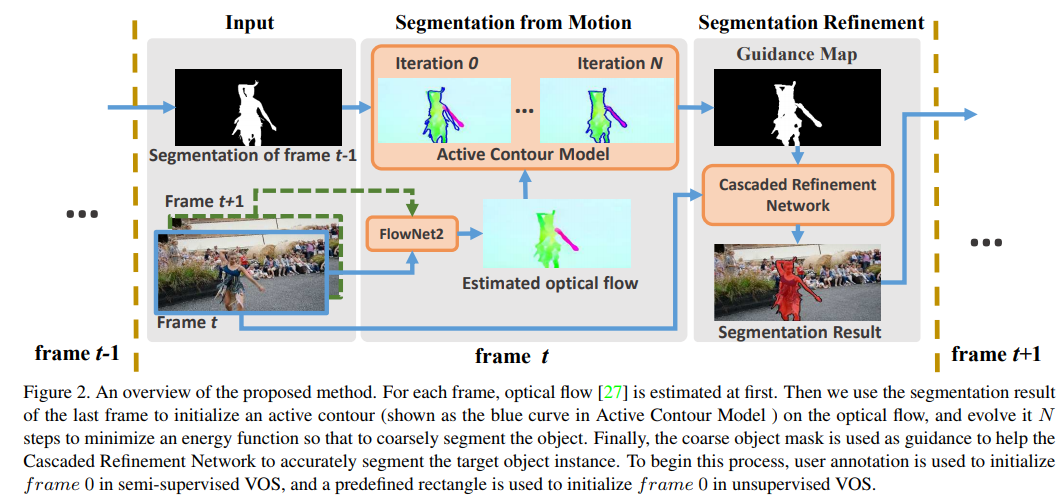 Input
Segmentation from Motion
Segmentation Refinement
Iteration 0
Iteration N
...
Active Contour Model
Guidance Map
Segmentation of frame t-1
Cascaded Refinement
Network
Frame t+1
FlowNet2
Estimated optical flow
Frame t
Segmentation Result
...
...
frame t-1
frame t
frame t+1
Figure 2. An overview of the proposed method. For each frame, optical flow [27] is estimated at first. Then we use the segmentation result
of the last frame to initialize an active contour (shown as the blue curve in Active Contour Model ) on the optical flow, and evolve it N
steps to minimize an energy function so that to coarsely segment the object. Finally, the coarse object mask is used as guidance to help the
Cascaded Refinement Network to accurately segment the target object instance. To begin this process, user annotation is used to initialize
frame 0 in semi-supervised VOS, and a predefined rectangle is used to initialize frame 0 in unsupervised VOS.